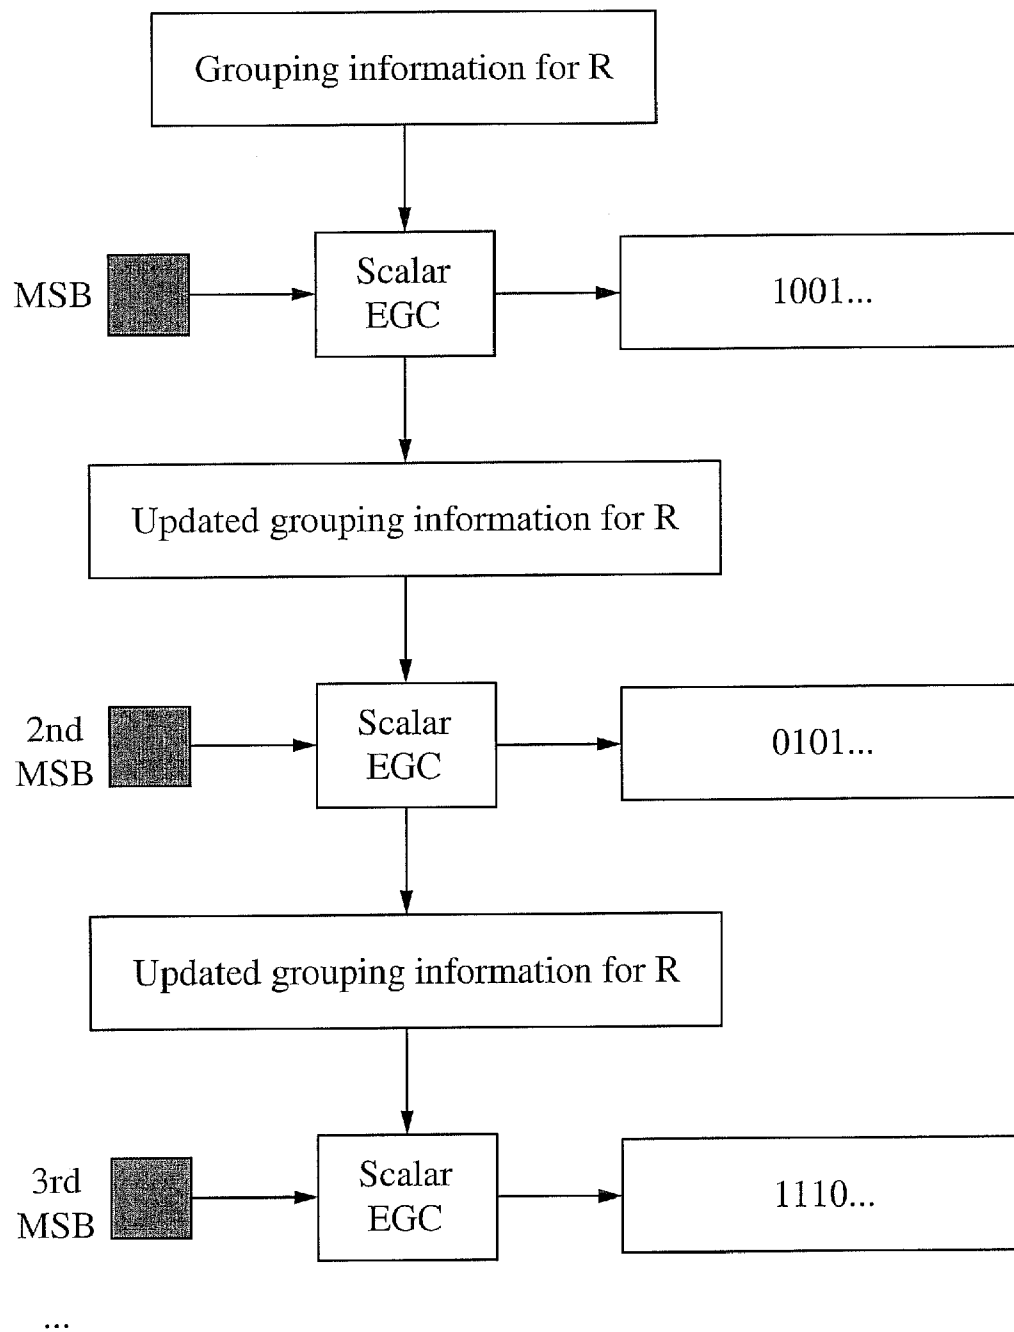 Grouping information for R
MSB
Scalar
EGC
1001...
Updated grouping information for R
2nd
MSB
Scalar
EGC
0101...
Updated grouping information for R
3rd
MSB
Scalar
EGC
1110...
...